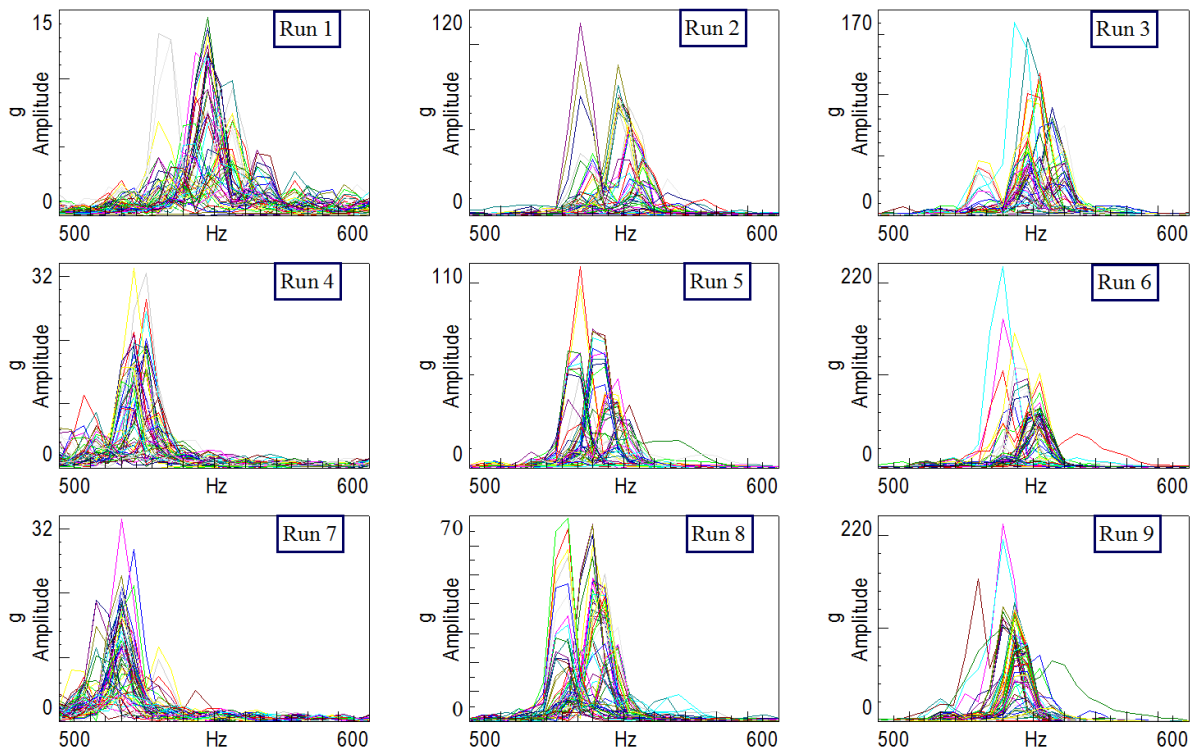 15
Run 1
g
Amplitude
0
500
Hz
600
120
Run 2
g
Amplitude
0
500
Hz
600
170
Run 3
g
Amplitude
0
500
Hz
600
32
Run 4
g
Amplitude
0
500
Hz
600
110
Run 5
g
Amplitude
0
500
Hz
600
220
Run 6
g
Amplitude
0
500
Hz
600
32
Run 7
g
Amplitude
0
500
Hz
600
70
Run 8
g
Amplitude
0
500
Hz
600
220
Run 9
g
Amplitude
0
500
Hz
600